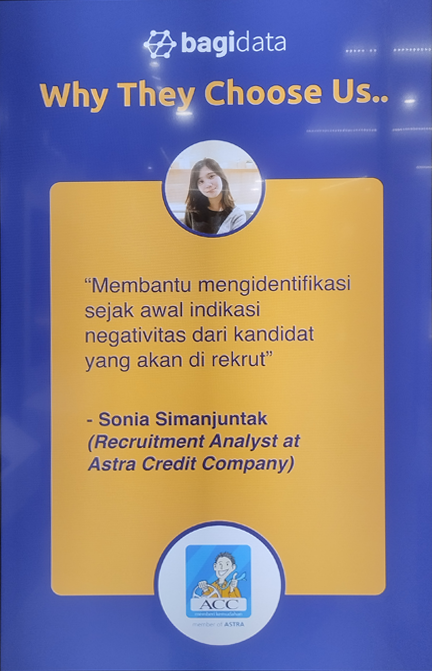 bagidata
Why They Choose Us..
“Membantu mengidentifikasi
sejak awal indikasi
negativitas dari kandidat
yang akan di rekrut”
- Sonia Simanjuntak
(Recruitment Analyst at
Astra Credit Company)
ACC
member of ASTRA